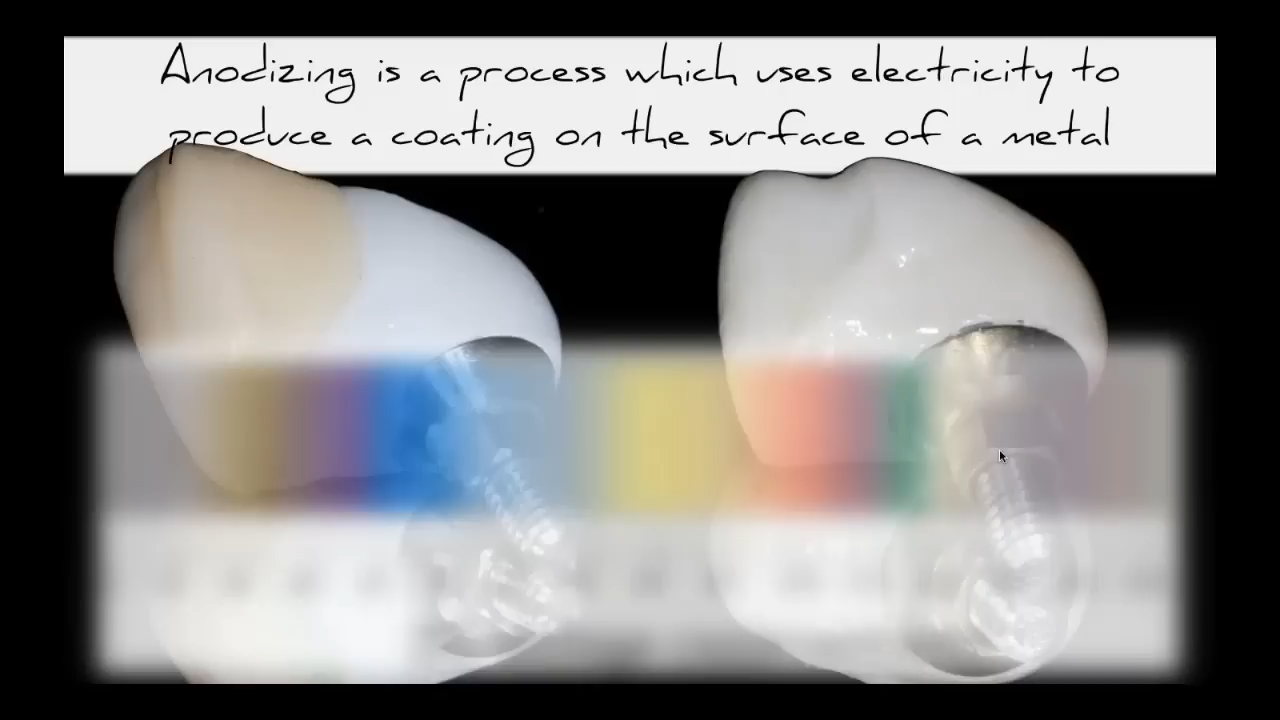 Anodizing is a process which uses electricity to
produce a coating on the surface of a metal